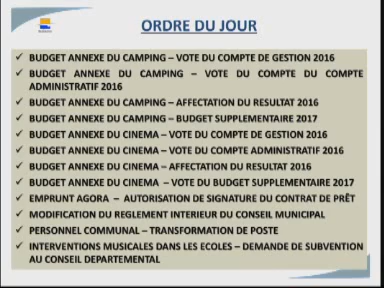 ORDRE DU JOUR
✓ BUDGET ANNEXE DU CAMPING – VOTE DU COMPTE DE GESTION 2016
✓ BUDGET ANNEXE DU CAMPING – VOTE DU COMPTE DU COMPTE
ADMINISTRATIF 2016
✓ BUDGET ANNEXE DU CAMPING – AFFECTATION DU RESULTAT 2016
✓ BUDGET ANNEXE DU CAMPING – BUDGET SUPPLEMENTAIRE 2017
✓ BUDGET ANNEXE DU CINEMA – VOTE DU COMPTE DE GESTION 2016
✓ BUDGET ANNEXE DU CINEMA – VOTE DU COMPTE ADMINISTRATIF 2016
✓ BUDGET ANNEXE DU CINEMA – AFFECTATION DU RESULTAT 2016
✓ BUDGET ANNEXE DU CINEMA – VOTE DU BUDGET SUPPLEMENTAIRE 2017
✓ EMPRUNT AGORA – AUTORISATION DE SIGNATURE DU CONTRAT DE PRÊT
✓ MODIFICATION DU REGLEMENT INTERIEUR DU CONSEIL MUNICIPAL
✓ PERSONNEL COMMUNAL – TRANSFORMATION DE POSTE
✓ INTERVENTIONS MUSICALES DANS LES ECOLES – DEMANDE DE SUBVENTION
AU CONSEIL DEPARTEMENTAL